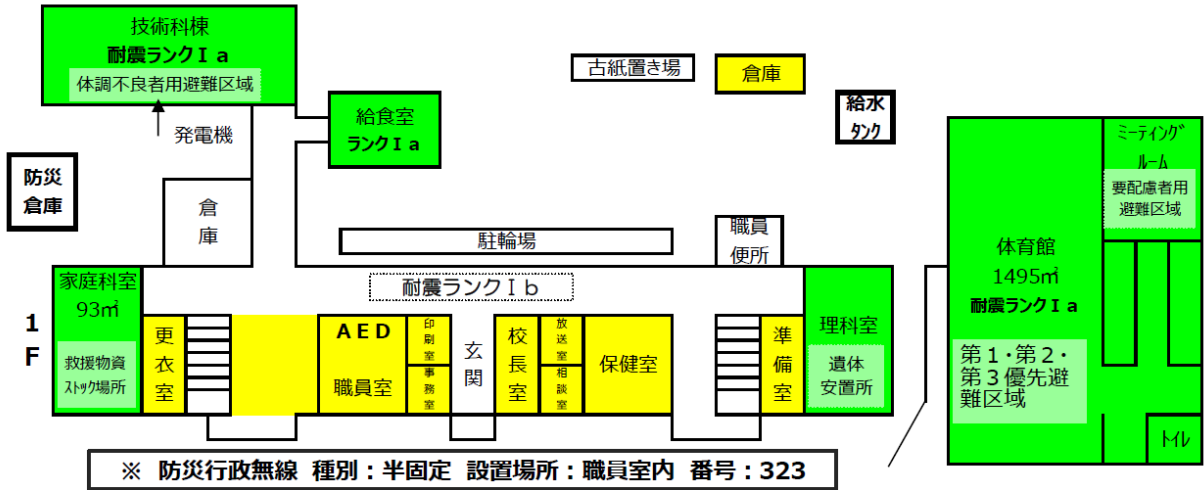 技術科棟
耐震ランクⅠa
体調不良者用避難区域
発電機
古紙置き場
倉庫
給食室
ランクⅠa
給水
タンク
防災
倉庫
倉
庫
駐輪場
職員
便所
ミーティング
ルーム
要配慮者用
避難区域
体育館
1495㎡
耐震ランクⅠa
第1・第2・
第3優先避
難区域
トイレ
1
F
家庭科室
93㎡
救援物資
ストック場所
更
衣
室
耐震ランクⅠb
AED
職員室
印
刷
室
事
務
室
玄
関
校
長
室
放
送
室
相
談
室
保健室
準
備
室
理科室
遺体
安置所
※ 防災行政無線 種別：半固定 設置場所：職員室内 番号：323